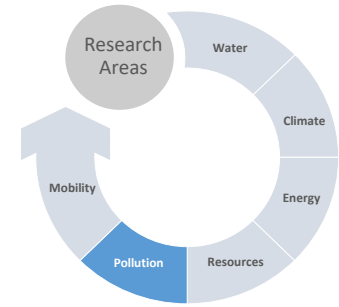 Research
Areas
Water
Climate
Energy
Resources
Pollution
Mobility